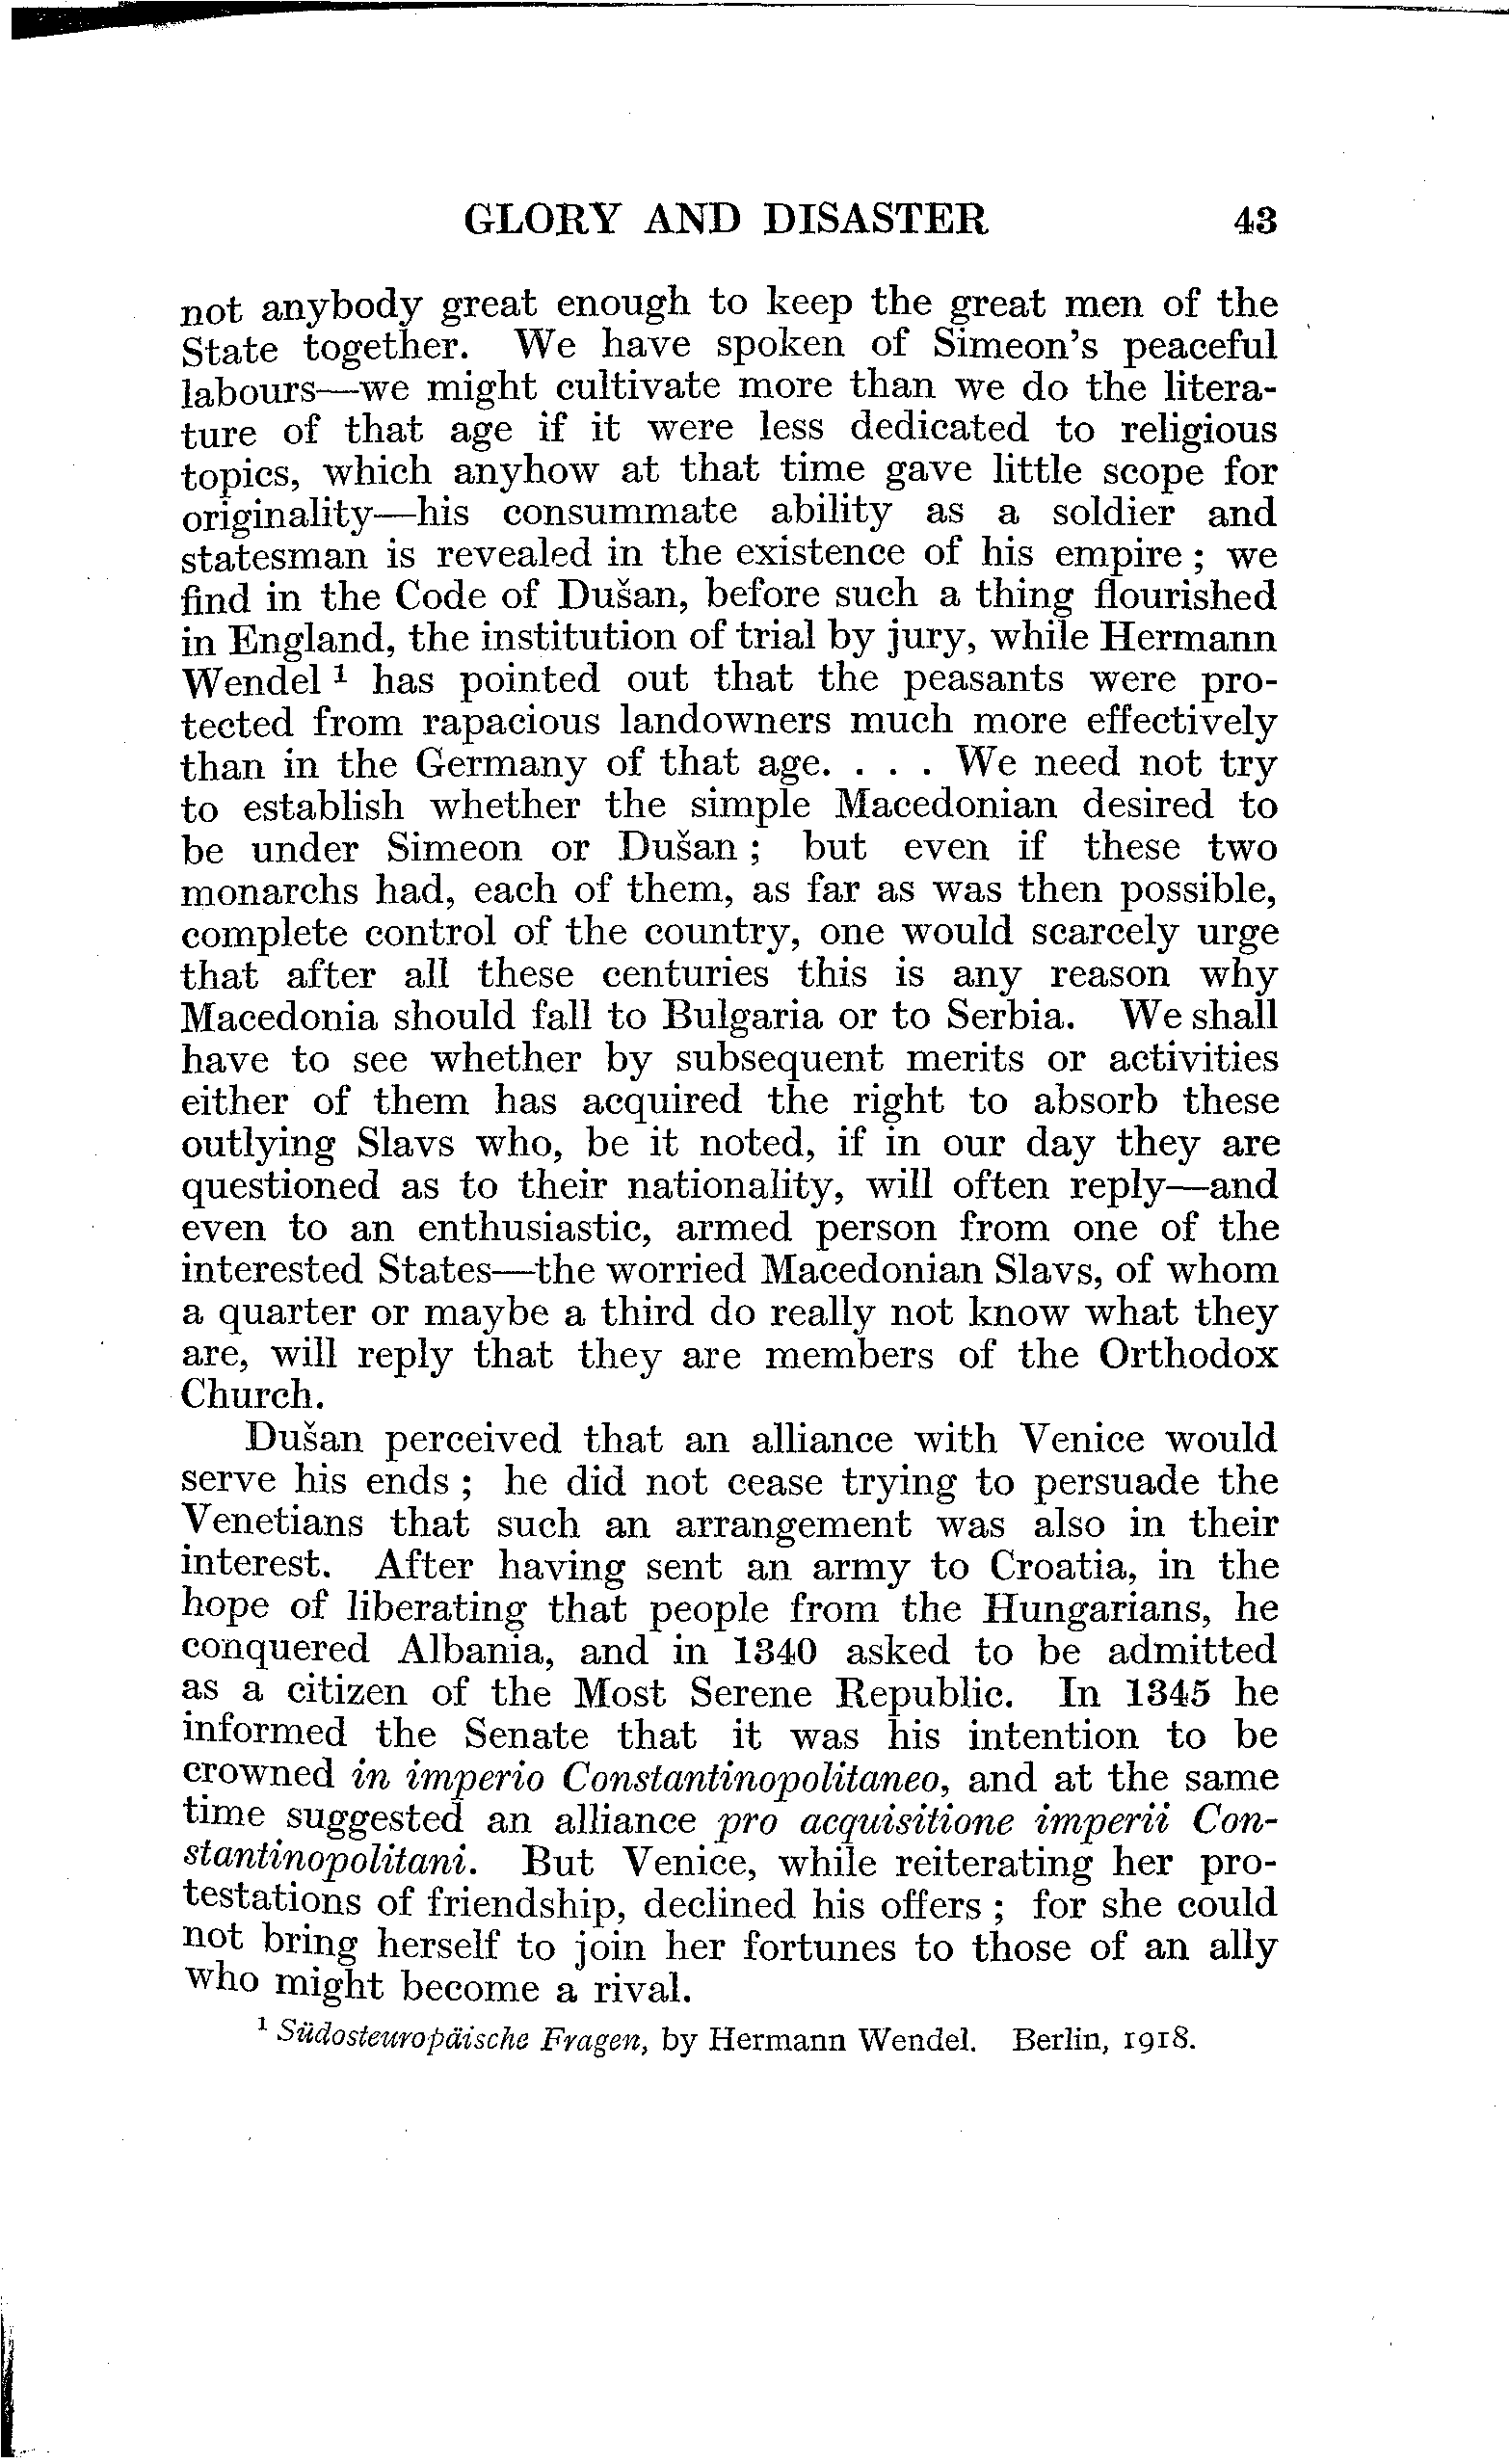 GLORY AND DISASTER 43
not anybody great enough to keep the great men of the
State together. We have spoken of Simeon's peaceful
labours—we might cultivate more than we do the litera-
ture of that age if it were less dedicated to religious
topics, which anyhow at that time gave little scope for
originality—his consummate ability as a soldier and
statesman is revealed in the existence of his empire ; we
find in the Code of Dušan, before such a thing flourished
in England, the institution of trial by jury, while Hermann
Wendel ¹ has pointed out that the peasants were pro-
tected from rapacious landowners much more effectively
than in the Germany of that age. . . . We need not try
to establish whether the simple Macedonian desired to
be under Simeon or Dušan ; but even if these two
monarchs had, each of them, as far as was then possible,
complete control of the country, one would scarcely urge
that after all these centuries this is any reason why
Macedonia should fall to Bulgaria or to Serbia. We shall
have to see whether by subsequent merits or activities
either of them has acquired the right to absorb these
outlying Slavs who, be it noted, if in our day they are
questioned as to their nationality, will often reply—and
even to an enthusiastic, armed person from one of the
interested States—the worried Macedonian Slavs, of whom
a quarter or maybe a third do really not know what they
are, will reply that they are members of the Orthodox
Church.
Dušan perceived that an alliance with Venice would
serve his ends ; he did not cease trying to persuade the
Venetians that such an arrangement was also in their
interest. After having sent an army to Croatia, in the
hope of liberating that people from the Hungarians, he
conquered Albania, and in 1340 asked to be admitted
as a citizen of the Most Serene Republic. In 1345 he
informed the Senate that it was his intention to be
crowned in imperio Constantinopolitaneo, and at the same
time suggested an alliance pro acquisitione imperii Con-
stantinopolitani. But Venice, while reiterating her pro-
testations of friendship, declined his offers ; for she could
not bring herself to join her fortunes to those of an ally
who might become a rival.
¹ Südosteuropäische Fragen, by Hermann Wendel. Berlin, 1918.